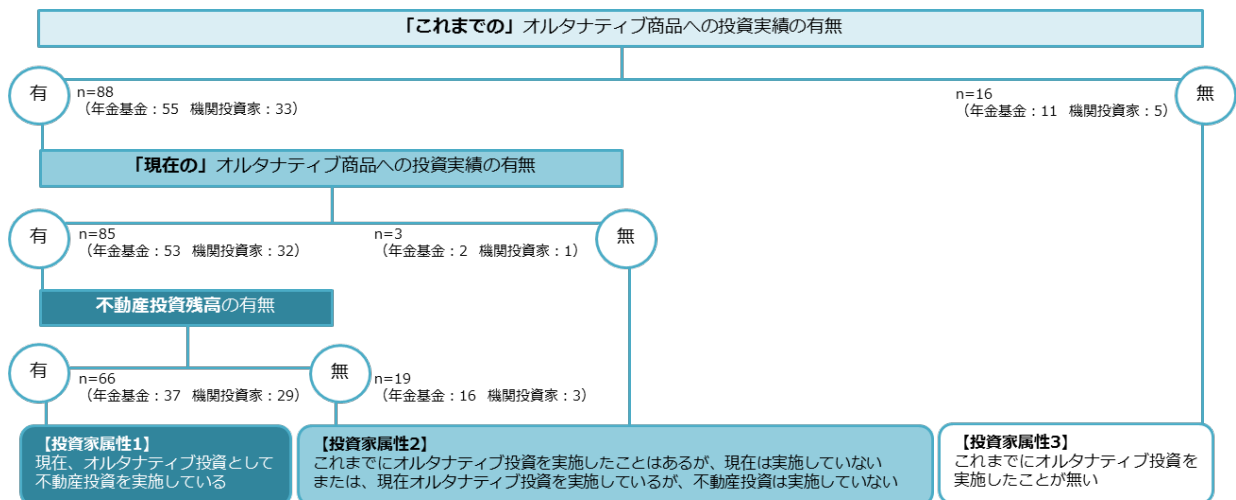 「これまでの」オルタナティブ商品への投資実績の有無
有
n=88
（年金基金：55 機関投資家：33）
n=16
（年金基金：11 機関投資家：5）
無
「現在の」オルタナティブ商品への投資実績の有無
有
n=85
（年金基金：53 機関投資家：32）
n=3
（年金基金：2 機関投資家：1）
無
不動産投資残高の有無
有
n=66
（年金基金：37 機関投資家：29）
無
n=19
（年金基金：16 機関投資家：3）
【投資家属性1】
現在、オルタナティブ投資として
不動産投資を実施している
【投資家属性2】
これまでにオルタナティブ投資を実施したことはあるが、現在は実施していない
または、現在オルタナティブ投資を実施しているが、不動産投資は実施していない
【投資家属性3】
これまでにオルタナティブ投資を
実施したことが無い